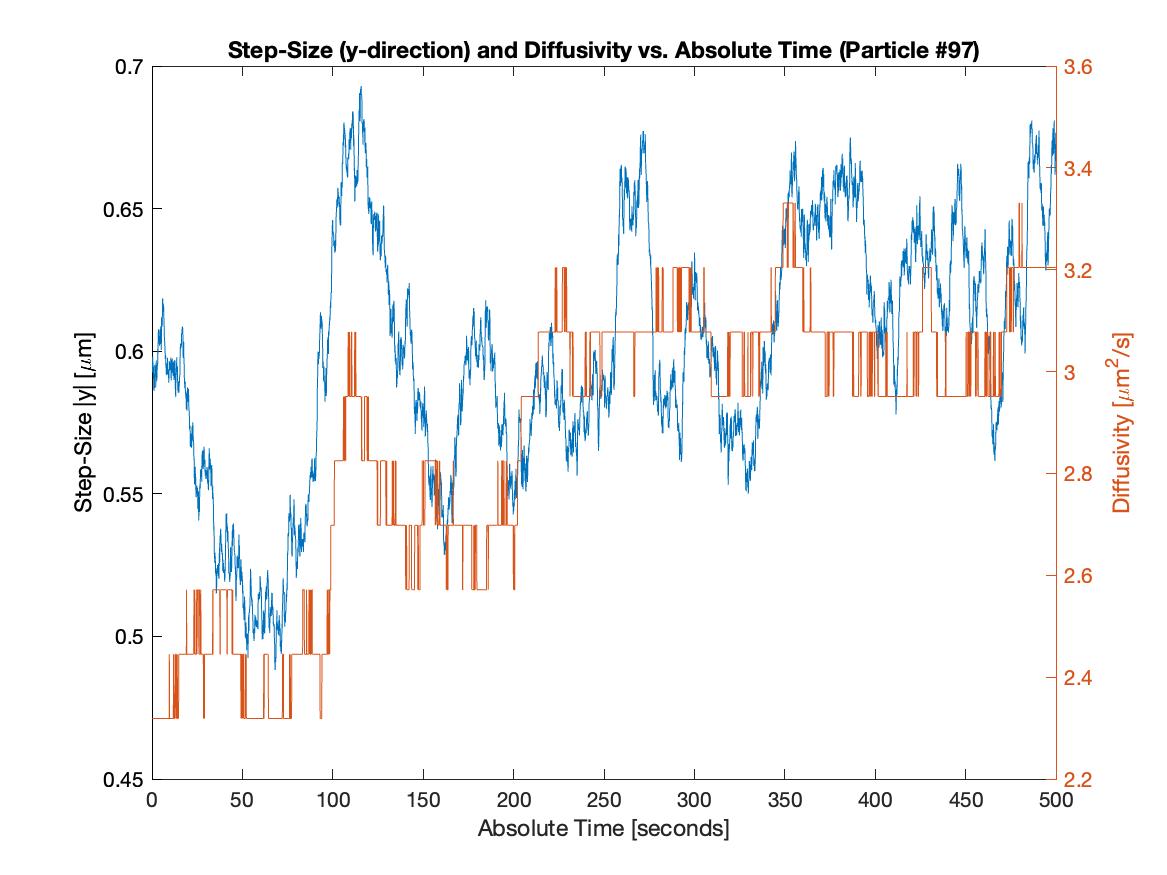 Step-Size (y-direction) and Diffusivity vs. Absolute Time (Particle #97)
0.7
0.65
0.6
0.55
0.5
0.45
Step-Size |y| [μm]
3.6
3.4
3.2
3
2.8
2.6
2.4
2.2
Diffusivity [μm²/s]
0 50 100 150 200 250 300 350 400 450 500
Absolute Time [seconds]